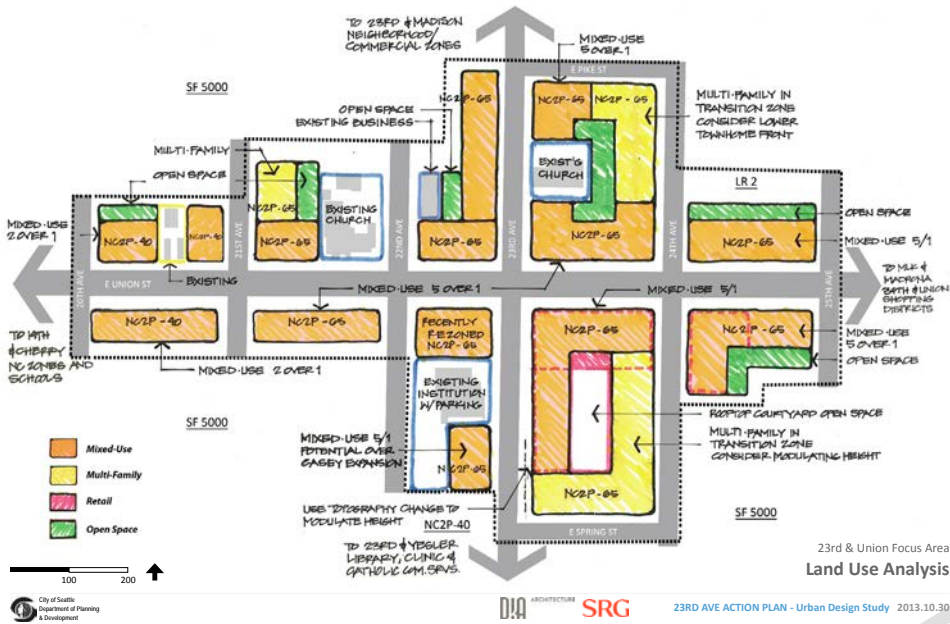 TO 23RD & MADISON
NEIGHBORHOOD/
COMMERCIAL ZONES
MIXED-USE
5 OVER 1
E PIKE ST
SF 5000
NC2P-65
NC2P-65
NC2P-65
MULTI-FAMILY IN
TRANSITION ZONE
CONSIDER LOWER
TOWNHOME FRONT
OPEN SPACE
EXISTING BUSINESS
MULTI-FAMILY
OPEN SPACE
EXIST'G
CHURCH
LR 2
MIXED-USE
2 OVER 1
NC2P-40
NC2P-40
NC2P-65
NC2P-65
EXISTING
CHURCH
NC2P-65
NC2P-65
NC2P-65
OPEN SPACE
MIXED-USE 5/1
20TH AVE
21ST AVE
22ND AVE
23RD AVE
24TH AVE
25TH AVE
E UNION ST
EXISTING
MIXED-USE 5 OVER 1
MIXED-USE 5/1
TO MLK &
MADRONA
34TH & UNION
SHOPPING
DISTRICTS
TO 14TH
& CHERRY
NC ZONES AND
SCHOOLS
NC2P-40
NC2P-65
RECENTLY
REZONED
NC2P-65
NC2P-65
NC2P-65
MIXED-USE
5 OVER 1
OPEN SPACE
MIXED-USE 2 OVER 1
EXISTING
INSTITUTION
W/PARKING
ROOFTOP COURTYARD OPEN SPACE
SF 5000
MIXED-USE 5/1
POTENTIAL OVER
CASEY EXPANSION
NC2P-65
MULTI-FAMILY IN
TRANSITION ZONE
CONSIDER MODULATING HEIGHT
NC2P-65
USE TOPOGRAPHY CHANGE TO
MODULATE HEIGHT
NC2P-40
E SPRING ST
SF 5000
TO 23RD & YESLER
LIBRARY, CLINIC &
CATHOLIC COM. SRVS.
Mixed-Use
Multi-Family
Retail
Open Space
100 200
23rd & Union Focus Area
Land Use Analysis
City of Seattle
Department of Planning
& Development
D|A ARCHITECTURE
SRG
23RD AVE ACTION PLAN - Urban Design Study 2013.10.30